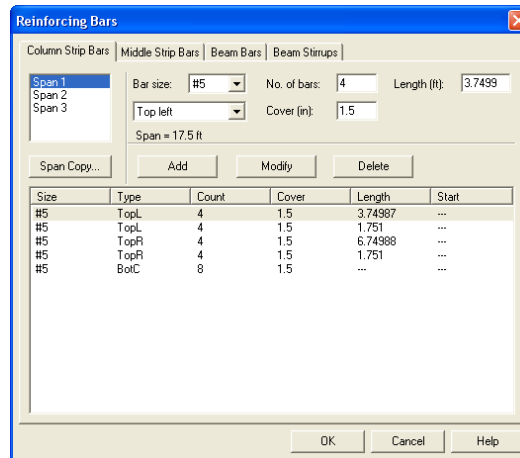 Reinforcing Bars
Column Strip Bars Middle Strip Bars Beam Bars Beam Stirrups
Span 1 Bar size: #5 No. of bars: 4 Length (ft): 3.7499
Span 2
Span 3 Top left Cover (in): 1.5
Span = 17.5 ft
Span Copy... Add Modify Delete
Size Type Count Cover Length Start
#5 TopL 4 1.5 3.74987 ---
#5 TopL 4 1.5 1.751 ---
#5 TopR 4 1.5 6.74988 ---
#5 TopR 4 1.5 1.751 ---
#5 BotC 8 1.5 --- ---
OK Cancel Help